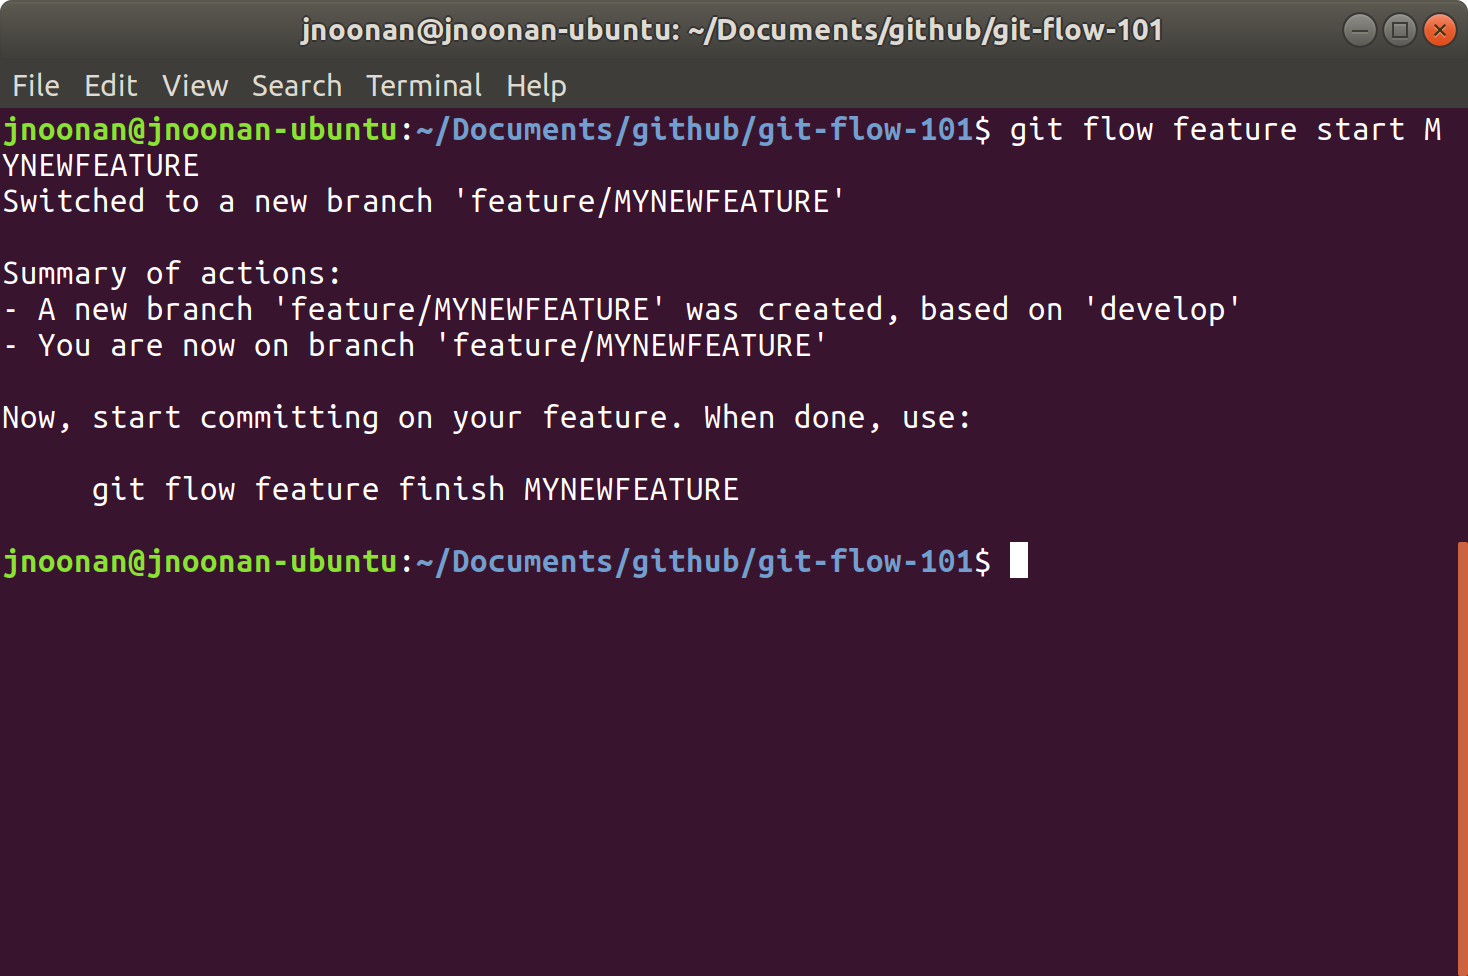 jnoonan@jnoonan-ubuntu: ~/Documents/github/git-flow-101
File Edit View Search Terminal Help
jnoonan@jnoonan-ubuntu:~/Documents/github/git-flow-101$ git flow feature start M
YNEWFEATURE
Switched to a new branch 'feature/MYNEWFEATURE'
Summary of actions:
- A new branch 'feature/MYNEWFEATURE' was created, based on 'develop'
- You are now on branch 'feature/MYNEWFEATURE'
Now, start committing on your feature. When done, use:
git flow feature finish MYNEWFEATURE
jnoonan@jnoonan-ubuntu:~/Documents/github/git-flow-101$